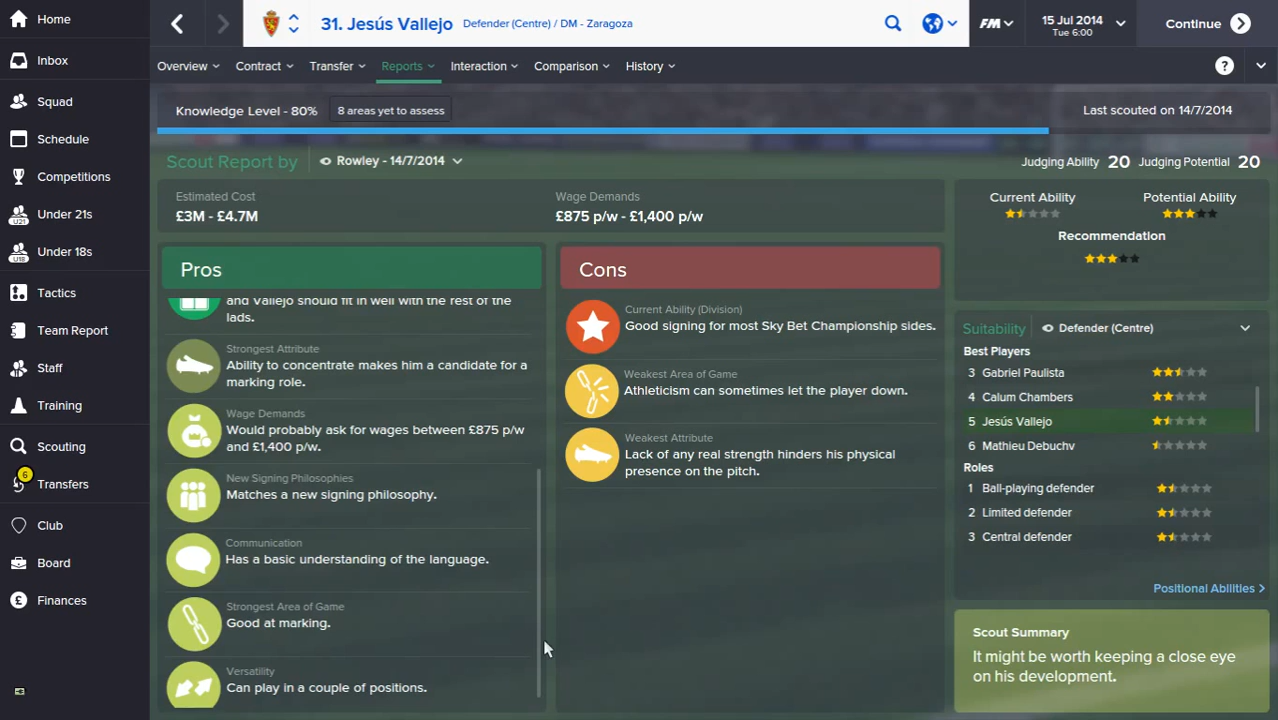 Home
Inbox
Squad
Schedule
Competitions
Under 21s
Under 18s
Tactics
Team Report
Staff
Training
Scouting
6
Transfers
Club
Board
Finances
31. Jesús Vallejo
Defender (Centre) / DM - Zaragoza
FM
15 Jul 2014
Tue 6:00
Continue
Overview
Contract
Transfer
Reports
Interaction
Comparison
History
?
Knowledge Level - 80%
8 areas yet to assess
Last scouted on 14/7/2014
Scout Report by
Rowley - 14/7/2014
Judging Ability 20 Judging Potential 20
Estimated Cost
£3M - £4.7M
Wage Demands
£875 p/w - £1,400 p/w
Pros
and Vallejo should fit in well with the rest of the
lads.
Strongest Attribute
Ability to concentrate makes him a candidate for a
marking role.
Wage Demands
Would probably ask for wages between £875 p/w
and £1,400 p/w.
New Signing Philosophies
Matches a new signing philosophy.
Communication
Has a basic understanding of the language.
Strongest Area of Game
Good at marking.
Versatility
Can play in a couple of positions.
Cons
Current Ability (Division)
Good signing for most Sky Bet Championship sides.
Weakest Area of Game
Athleticism can sometimes let the player down.
Weakest Attribute
Lack of any real strength hinders his physical
presence on the pitch.
Current Ability
Potential Ability
Recommendation
Suitability
Defender (Centre)
Best Players
3 Gabriel Paulista
4 Calum Chambers
5 Jesús Vallejo
6 Mathieu Debuchy
Roles
1 Ball-playing defender
2 Limited defender
3 Central defender
Positional Abilities
Scout Summary
It might be worth keeping a close eye
on his development.